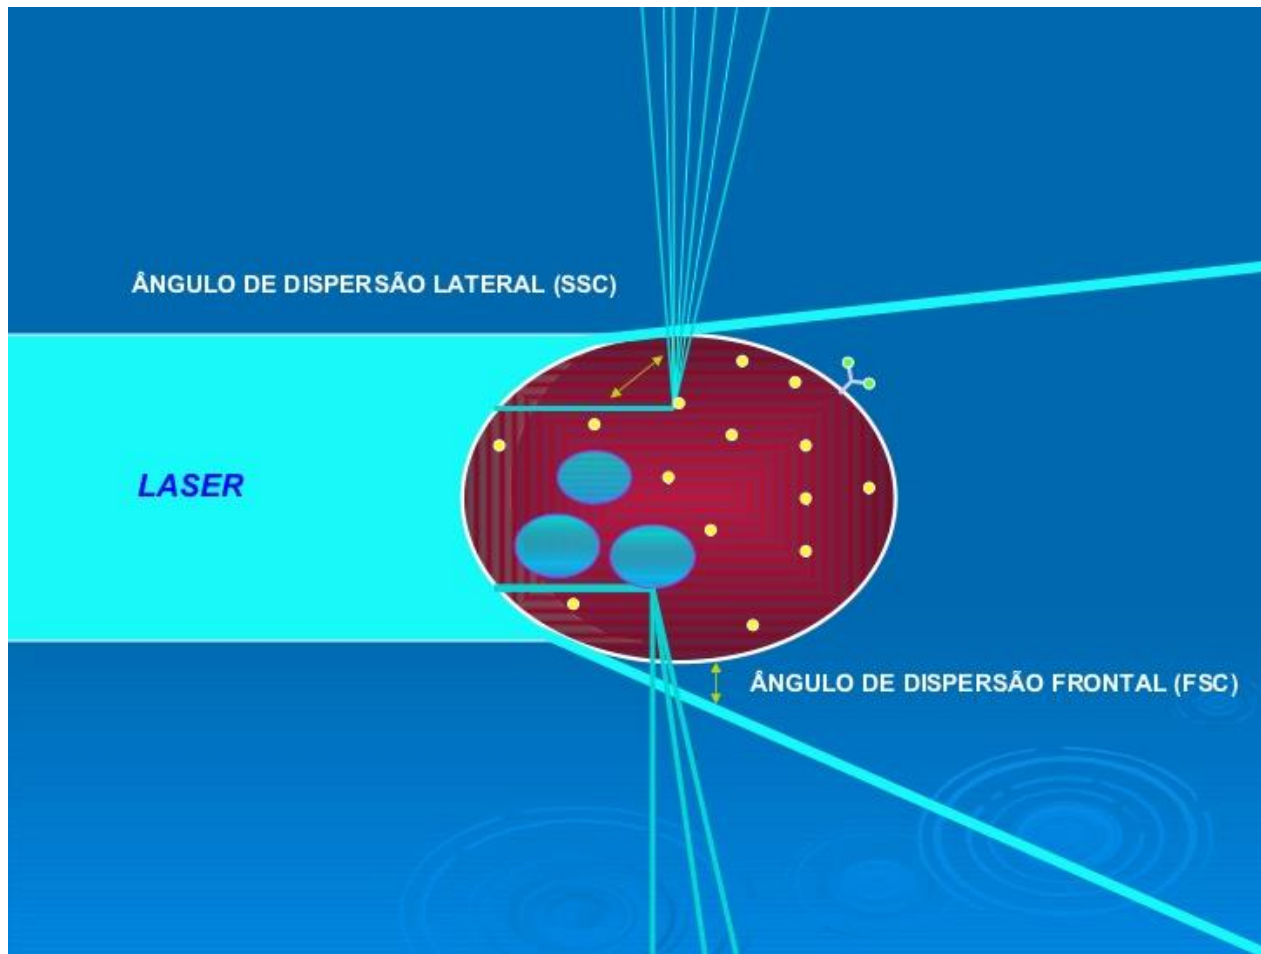 ÂNGULO DE DISPERSÃO LATERAL (SSC)
LASER
ÂNGULO DE DISPERSÃO FRONTAL (FSC)